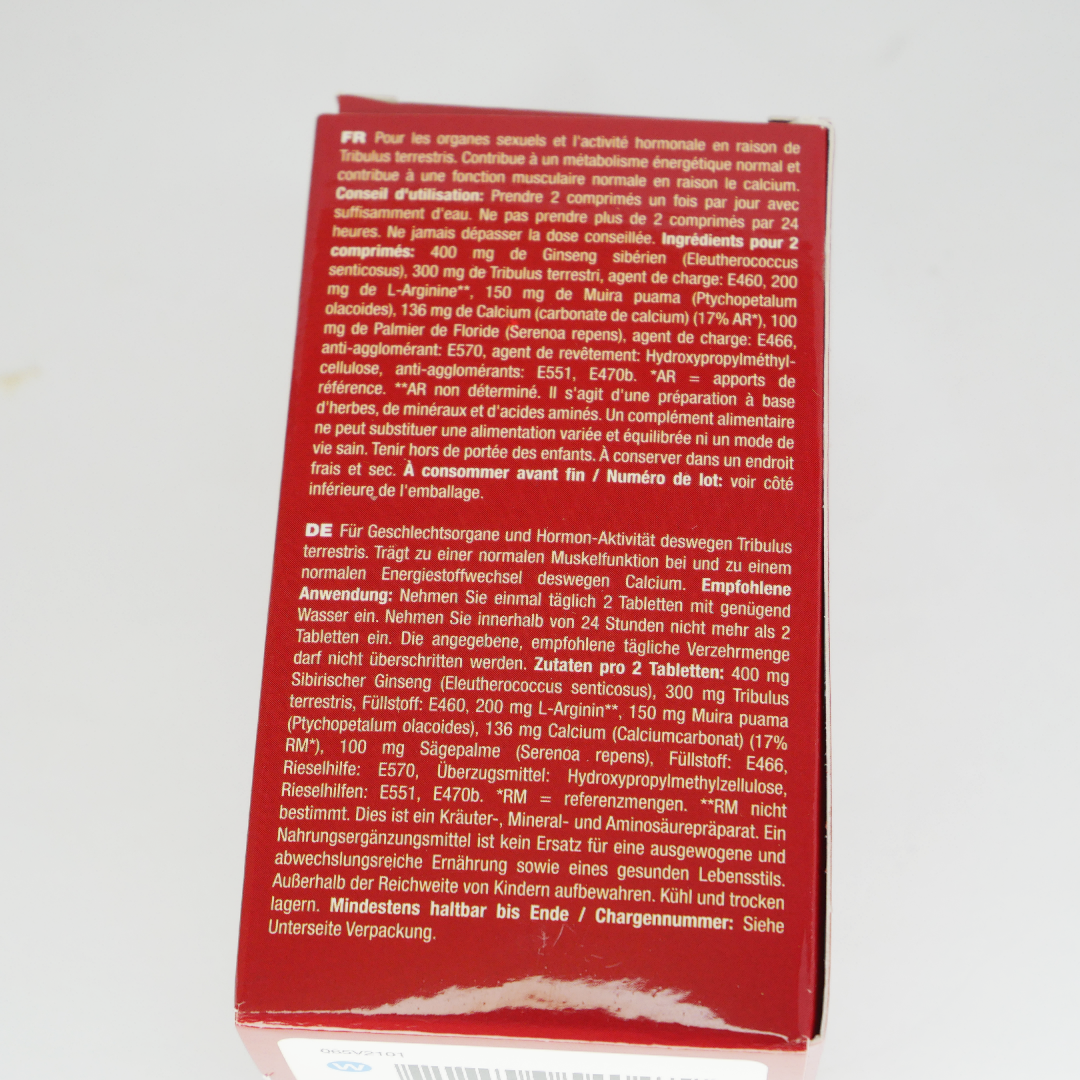 FR Pour les organes sexuels et l'activité hormonale en raison de
Tribulus terrestris. Contribue à un métabolisme énergétique normal et
contribue à une fonction musculaire normale en raison le calcium.
Conseil d'utilisation: Prendre 2 comprimés un fois par jour avec
suffisamment d'eau. Ne pas prendre plus de 2 comprimés par 24
heures. Ne jamais dépasser la dose conseillée. Ingrédients pour 2
comprimés: 400 mg de Ginseng sibérien (Eleutherococcus
senticosus), 300 mg de Tribulus terrestri, agent de charge: E460, 200
mg de L-Arginine**, 150 mg de Muira puama (Ptychopetalum
olacoides), 136 mg de Calcium (carbonate de calcium) (17% AR*), 100
mg de Palmier de Floride (Serenoa repens), agent de charge: E466,
anti-agglomérant: E570, agent de revêtement: Hydroxypropylméthyl-
cellulose, anti-agglomérants: E551, E470b. *AR = apports de
référence. **AR non déterminé. Il s'agit d'une préparation à base
d'herbes, de minéraux et d'acides aminés. Un complément alimentaire
ne peut substituer une alimentation variée et équilibrée ni un mode de
vie sain. Tenir hors de portée des enfants. À conserver dans un endroit
frais et sec. À consommer avant fin / Numéro de lot: voir côté
inférieure de l'emballage.
DE Für Geschlechtsorgane und Hormon-Aktivität deswegen Tribulus
terrestris. Trägt zu einer normalen Muskelfunktion bei und zu einem
normalen Energiestoffwechsel deswegen Calcium. Empfohlene
Anwendung: Nehmen Sie einmal täglich 2 Tabletten mit genügend
Wasser ein. Nehmen Sie innerhalb von 24 Stunden nicht mehr als 2
Tabletten ein. Die angegebene, empfohlene tägliche Verzehrmenge
darf nicht überschritten werden. Zutaten pro 2 Tabletten: 400 mg
Sibirischer Ginseng (Eleutherococcus senticosus), 300 mg Tribulus
terrestris, Füllstoff: E460, 200 mg L-Arginin**, 150 mg Muira puama
(Ptychopetalum olacoides), 136 mg Calcium (Calciumcarbonat) (17%
RM*), 100 mg Sägepalme (Serenoa repens), Füllstoff: E466,
Rieselhilfe: E570, Überzugsmittel: Hydroxypropylmethylzellulose,
Rieselhilfen: E551, E470b. *RM = referenzmengen. **RM nicht
bestimmt. Dies ist ein Kräuter-, Mineral- und Aminosäurepräparat. Ein
Nahrungsergänzungsmittel ist kein Ersatz für eine ausgewogene und
abwechslungsreiche Ernährung sowie eines gesunden Lebensstils.
Außerhalb der Reichweite von Kindern aufbewahren. Kühl und trocken
lagern. Mindestens haltbar bis Ende / Chargennummer: Siehe
Unterseite Verpackung.